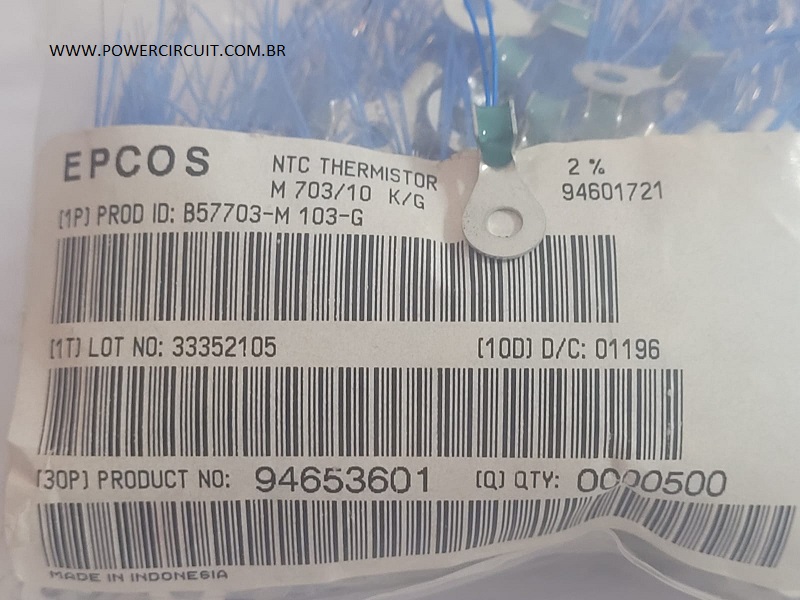 WWW.POWERCIRCUIT.COM.BR
EPCOS
NTC THERMISTOR
M 703/10 K/G
2 %
94601721
[1P] PROD ID: B57703-M 103-G
[1T] LOT NO: 33352105
[10D] D/C: 01196
[30P] PRODUCT NO: 94653601
[Q] QTY: 0000500
MADE IN INDONESIA